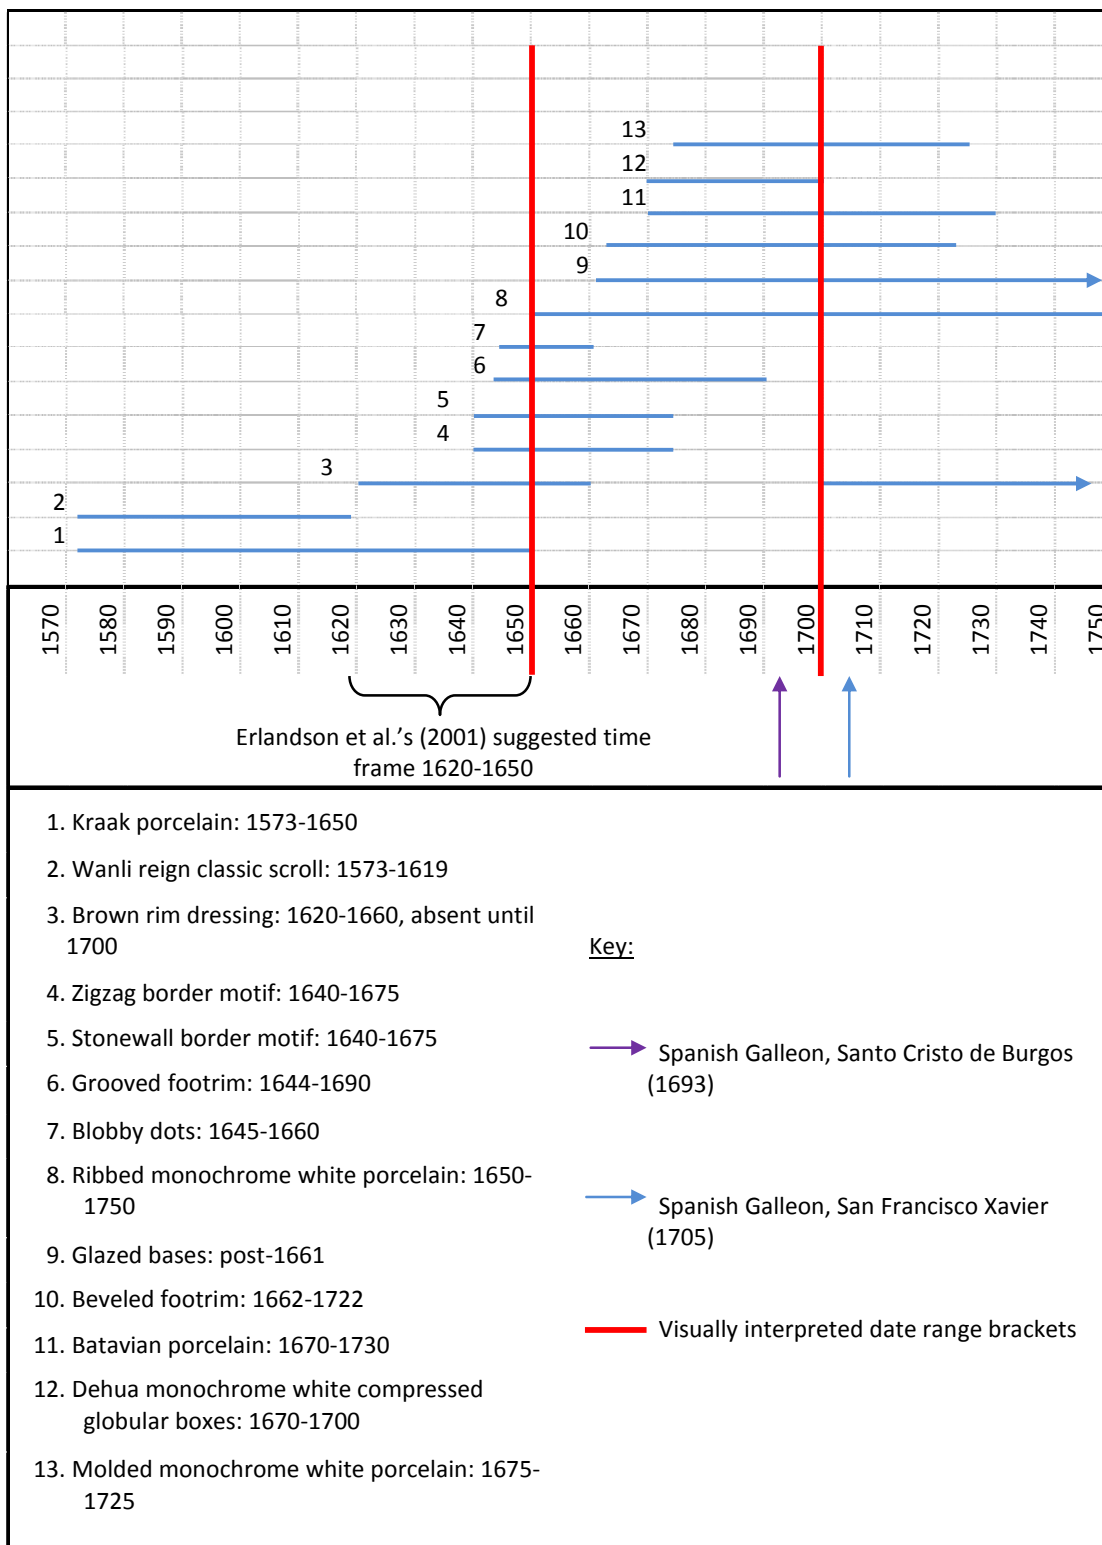 13
12
11
10
9
8
7
6
5
4
3
2
1
1570 1580 1590 1600 1610 1620 1630 1640 1650 1660 1670 1680 1690 1700 1710 1720 1730 1740 1750
Erlandson et al.'s (2001) suggested time
frame 1620-1650
1. Kraak porcelain: 1573-1650
2. Wanli reign classic scroll: 1573-1619
3. Brown rim dressing: 1620-1660, absent until
1700
4. Zigzag border motif: 1640-1675
5. Stonewall border motif: 1640-1675
6. Grooved footrim: 1644-1690
7. Blobby dots: 1645-1660
8. Ribbed monochrome white porcelain: 1650-
1750
9. Glazed bases: post-1661
10. Beveled footrim: 1662-1722
11. Batavian porcelain: 1670-1730
12. Dehua monochrome white compressed
globular boxes: 1670-1700
13. Molded monochrome white porcelain: 1675-
1725
Key:
Spanish Galleon, Santo Cristo de Burgos
(1693)
Spanish Galleon, San Francisco Xavier
(1705)
Visually interpreted date range brackets